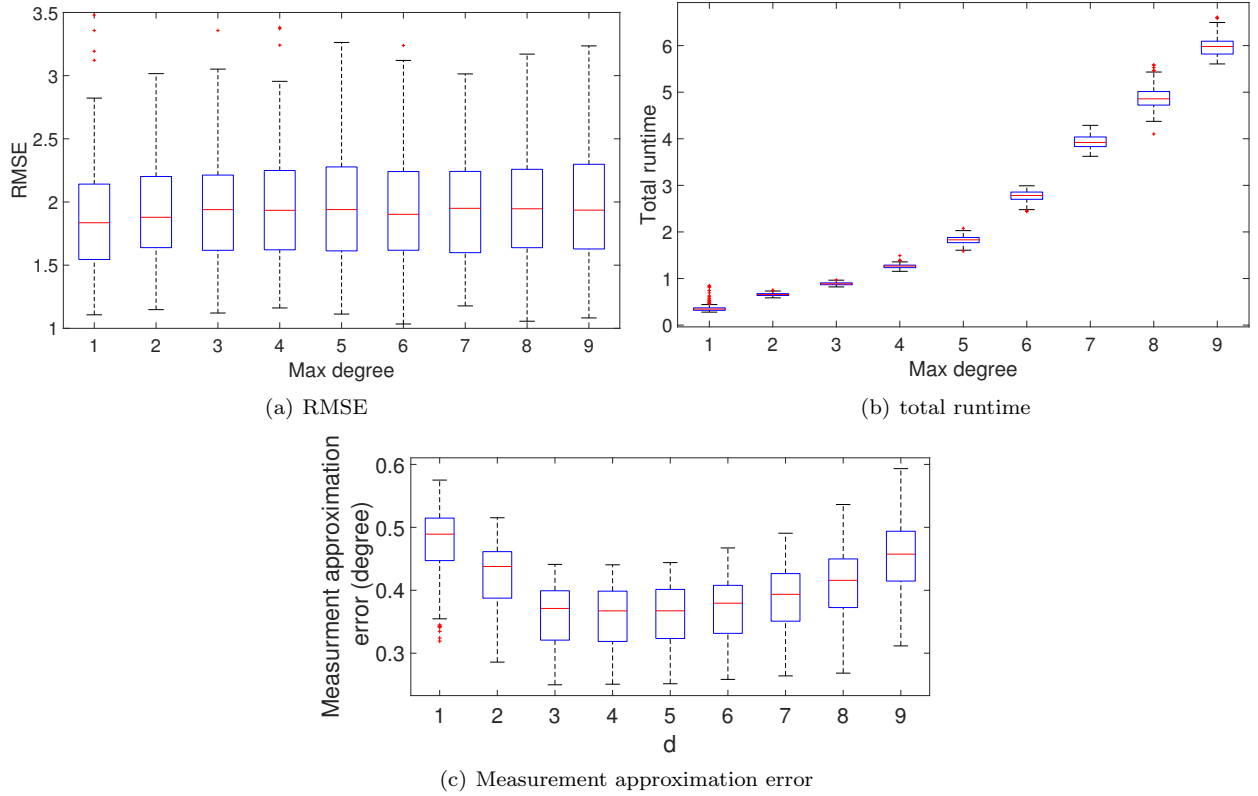 3.5
3
2.5
2
1.5
1
RMSE
1 2 3 4 5 6 7 8 9
Max degree
(a) RMSE
6
5
4
3
2
1
0
Total runtime
1 2 3 4 5 6 7 8 9
Max degree
(b) total runtime
0.6
0.5
0.4
0.3
Measurment approximation
error (degree)
1 2 3 4 5 6 7 8 9
d
(c) Measurement approximation error